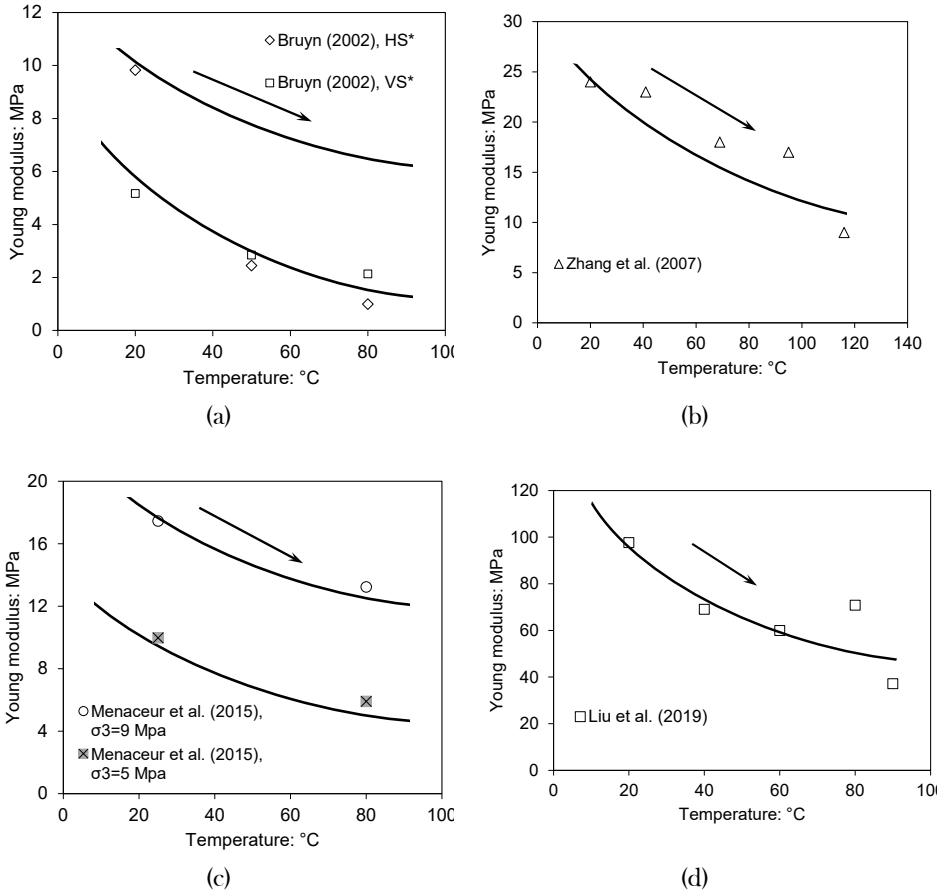 12
10
8
6
4
2
0
Young modulus: MPa
Bruyn (2002), HS*
Bruyn (2002), VS*
0 20 40 60 80
Temperature: °C
(a)
30
25
20
15
10
5
0
Young modulus: MPa
Zhang et al. (2007)
0 20 40 60 80 100 120 140
Temperature: °C
(b)
20
16
12
8
4
0
Young modulus: MPa
Menaceur et al. (2015),
σ3=9 Mpa
Menaceur et al. (2015),
σ3=5 Mpa
0 20 40 60 80 100
Temperature: °C
(c)
120
100
80
60
40
20
0
Young modulus: MPa
Liu et al. (2019)
0 20 40 60 80
Temperature: °C
(d)